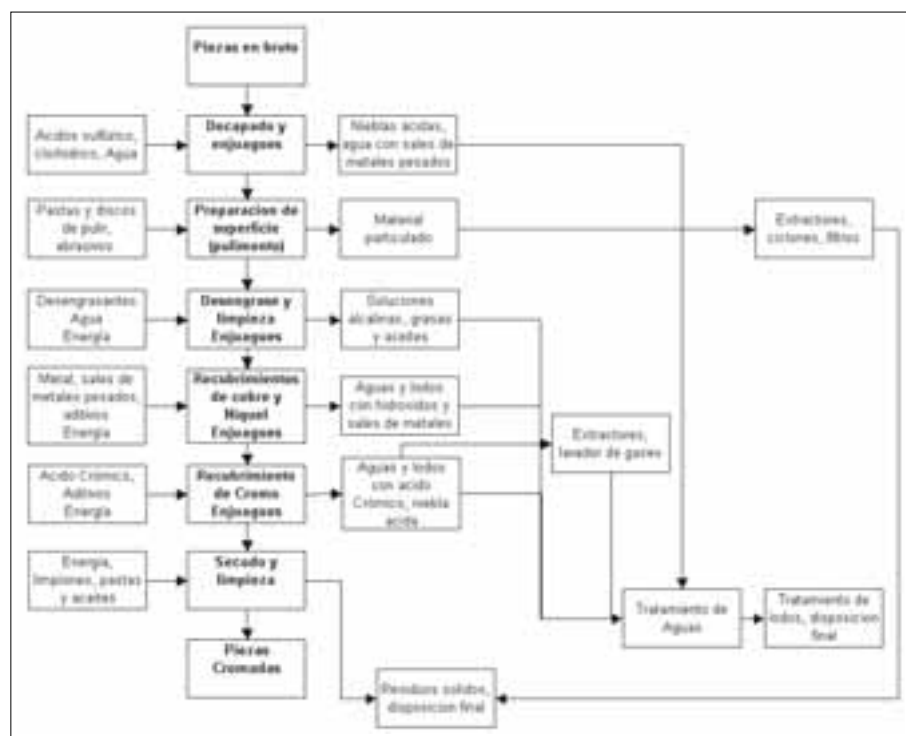 Piezas en bruto
Acidos sulfúrico,
clorhídrico, Agua
Decapado y
enjuagues
Nieblas ácidas,
agua con sales de
metales pesados
Pastas y discos
de pulir,
abrasivos
Preparacion de
superficie
(pulimento)
Material
particulado
Extractores,
ciclones, filtros
Desengrasantes
Agua
Energía
Desengrase y
limpieza
Enjuagues
Soluciones
alcalinas, grasas
y aceites
Metal, sales de
metales pesados,
aditivos
Energía
Recubrimientos
de cobre y
Niquel
Enjuagues
Aguas y lodos
con hidroxidos y
sales de metales
Extractores,
lavador de gases
Acido Crómico,
Aditivos
Energía
Recubrimiento
de Cromo
Enjuagues
Aguas y lodos
con acido
Crómico, niebla
acida
Energía,
limpiones, pastas
y aceites
Secado y
limpieza
Tratamiento de
Aguas
Tratamiento de
lodos, disposicion
final
Piezas
Cromadas
Residuos solidos,
disposicion final